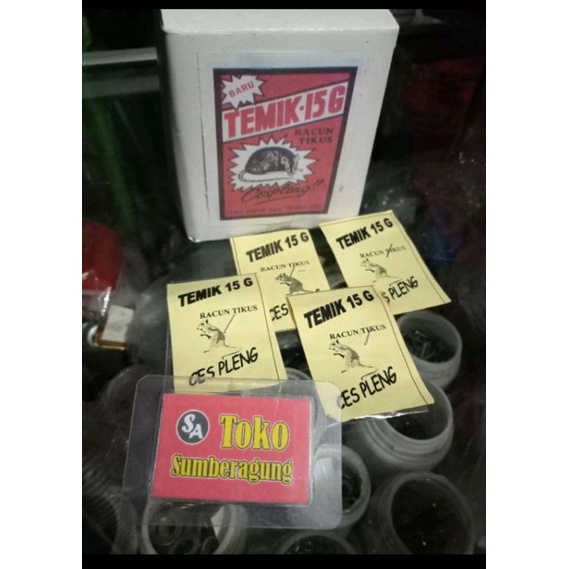 BARU
TEMIK·15G
RACUN
TIKUS
Cespleng
TEMIK 15 G
RACUN TIKUS
CES PLENG
TEMIK 15 G
RACUN TIKUS
CES PLENG
TEMIK 15 G
RACUN TIKUS
CES PLENG
TEMIK 15 G
RACUN TIKUS
CES PLENG
SA
Toko
Sumberagung